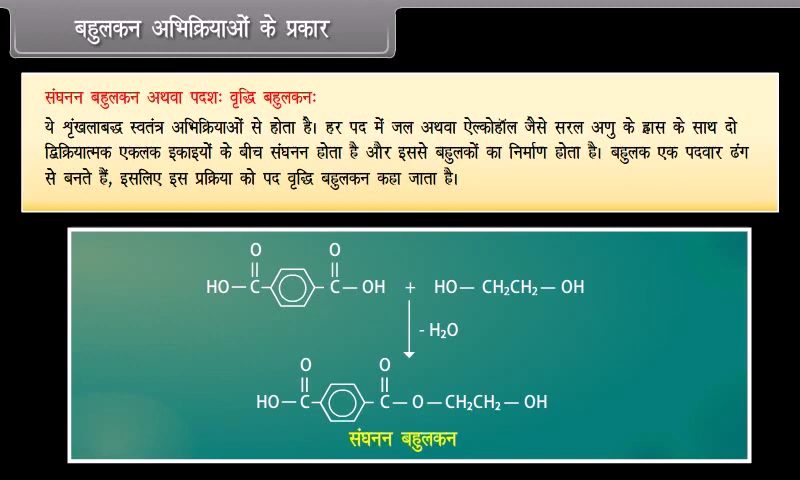 बहुलकन अभिक्रियाओं के प्रकार
संघनन बहुलकन अथवा पदशः वृद्धि बहुलकनः
ये शृंखलाबद्ध स्वतंत्र अभिक्रियाओं से होता है। हर पद में जल अथवा ऐल्कोहॉल जैसे सरल अणु के ह्रास के साथ दो
द्विक्रियात्मक एकलक इकाइयों के बीच संघनन होता है और इससे बहुलकों का निर्माण होता है। बहुलक एक पदवार ढंग
से बनते हैं, इसलिए इस प्रक्रिया को पद वृद्धि बहुलकन कहा जाता है।
O O
HO — C — C — OH + HO — CH₂CH₂ — OH
- H₂O
O O
HO — C — C — O — CH₂CH₂ — OH
संघनन बहुलकन